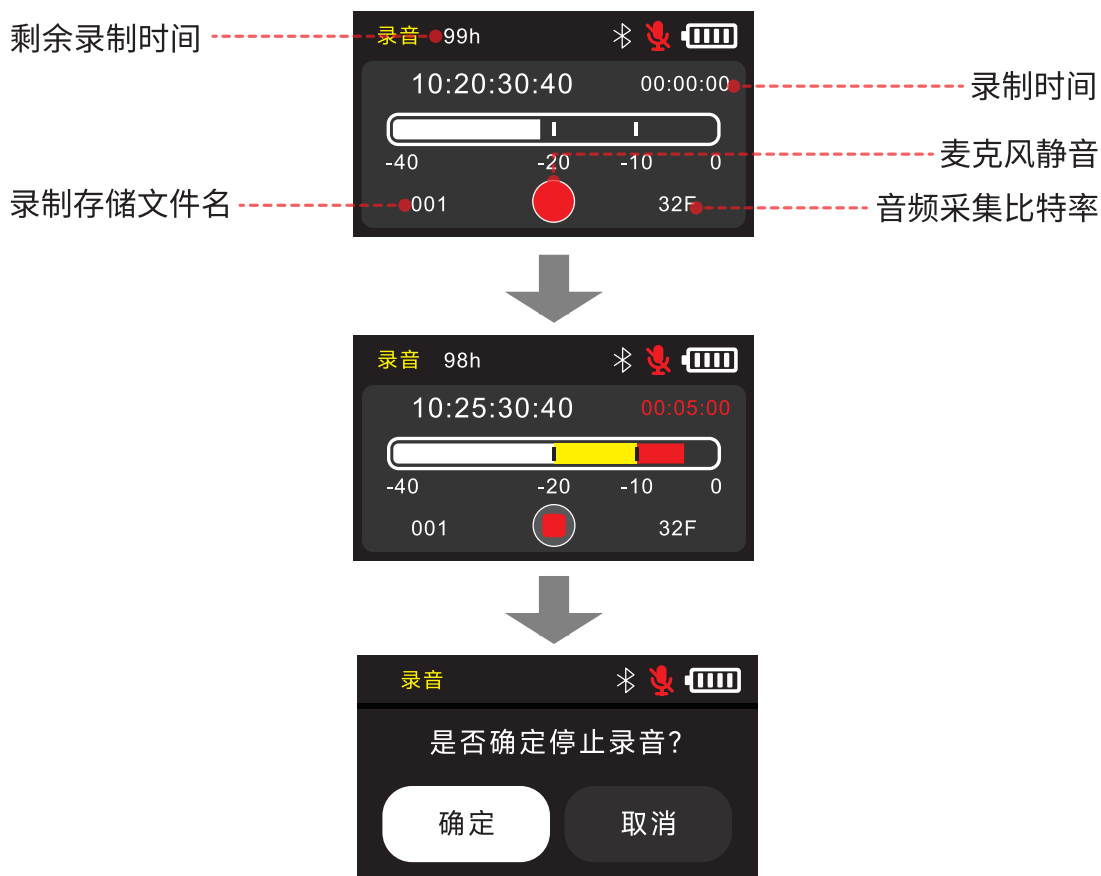 剩余录制时间
录音 99h
10:20:30:40 00:00:00
录制时间
-40 -20 -10 0
麦克风静音
录制存储文件名
001 32F
音频采集比特率
录音 98h
10:25:30:40 00:05:00
-40 -20 -10 0
001 32F
录音
是否确定停止录音?
确定 取消